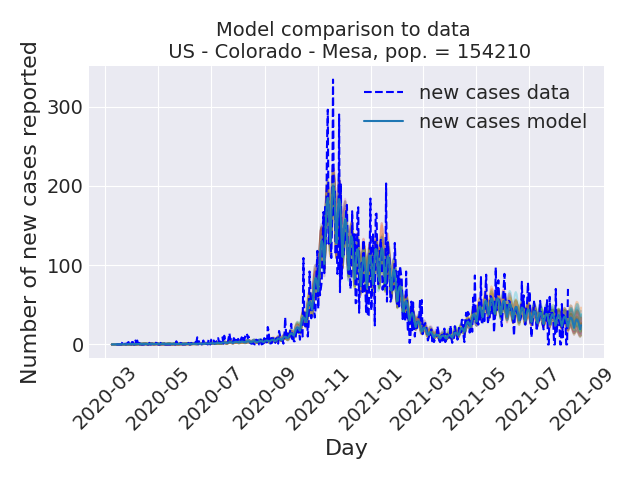 Model comparison to data
US - Colorado - Mesa, pop. = 154210
new cases data
new cases model
Number of new cases reported
300
200
100
0
2020-03
2020-05
2020-07
2020-09
2020-11
2021-01
2021-03
2021-05
2021-07
2021-09
Day